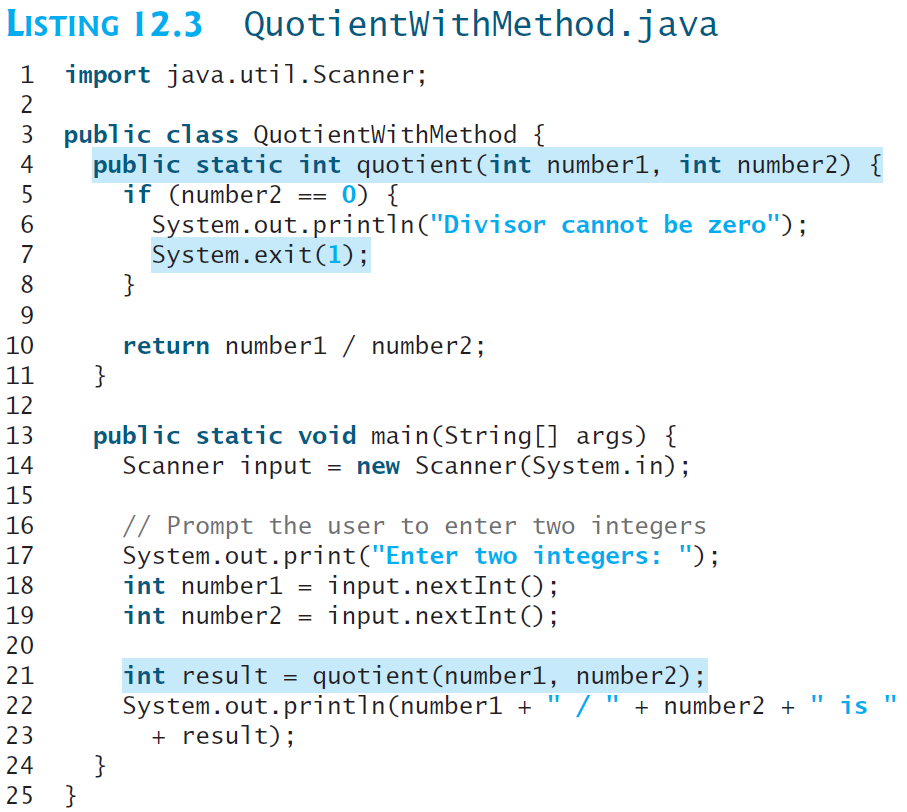 LISTING 12.3 QuotientWithMethod.java
1 import java.util.Scanner;
2
3 public class QuotientWithMethod {
4   public static int quotient(int number1, int number2) {
5     if (number2 == 0) {
6       System.out.println("Divisor cannot be zero");
7       System.exit(1);
8     }
9
10     return number1 / number2;
11   }
12
13   public static void main(String[] args) {
14     Scanner input = new Scanner(System.in);
15
16     // Prompt the user to enter two integers
17     System.out.print("Enter two integers: ");
18     int number1 = input.nextInt();
19     int number2 = input.nextInt();
20
21     int result = quotient(number1, number2);
22     System.out.println(number1 + " / " + number2 + " is "
23       + result);
24   }
25 }